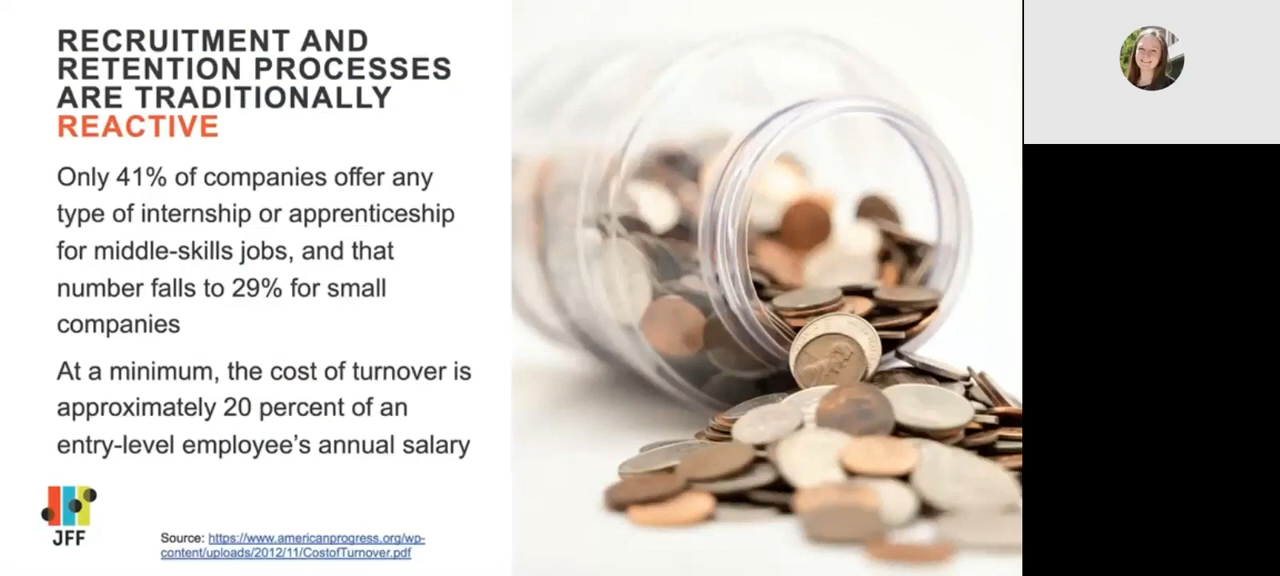 RECRUITMENT AND
RETENTION PROCESSES
ARE TRADITIONALLY
REACTIVE
Only 41% of companies offer any
type of internship or apprenticeship
for middle-skills jobs, and that
number falls to 29% for small
companies
At a minimum, the cost of turnover is
approximately 20 percent of an
entry-level employee’s annual salary
JFF
Source: https://www.americanprogress.org/wp-
content/uploads/2012/11/CostofTurnover.pdf